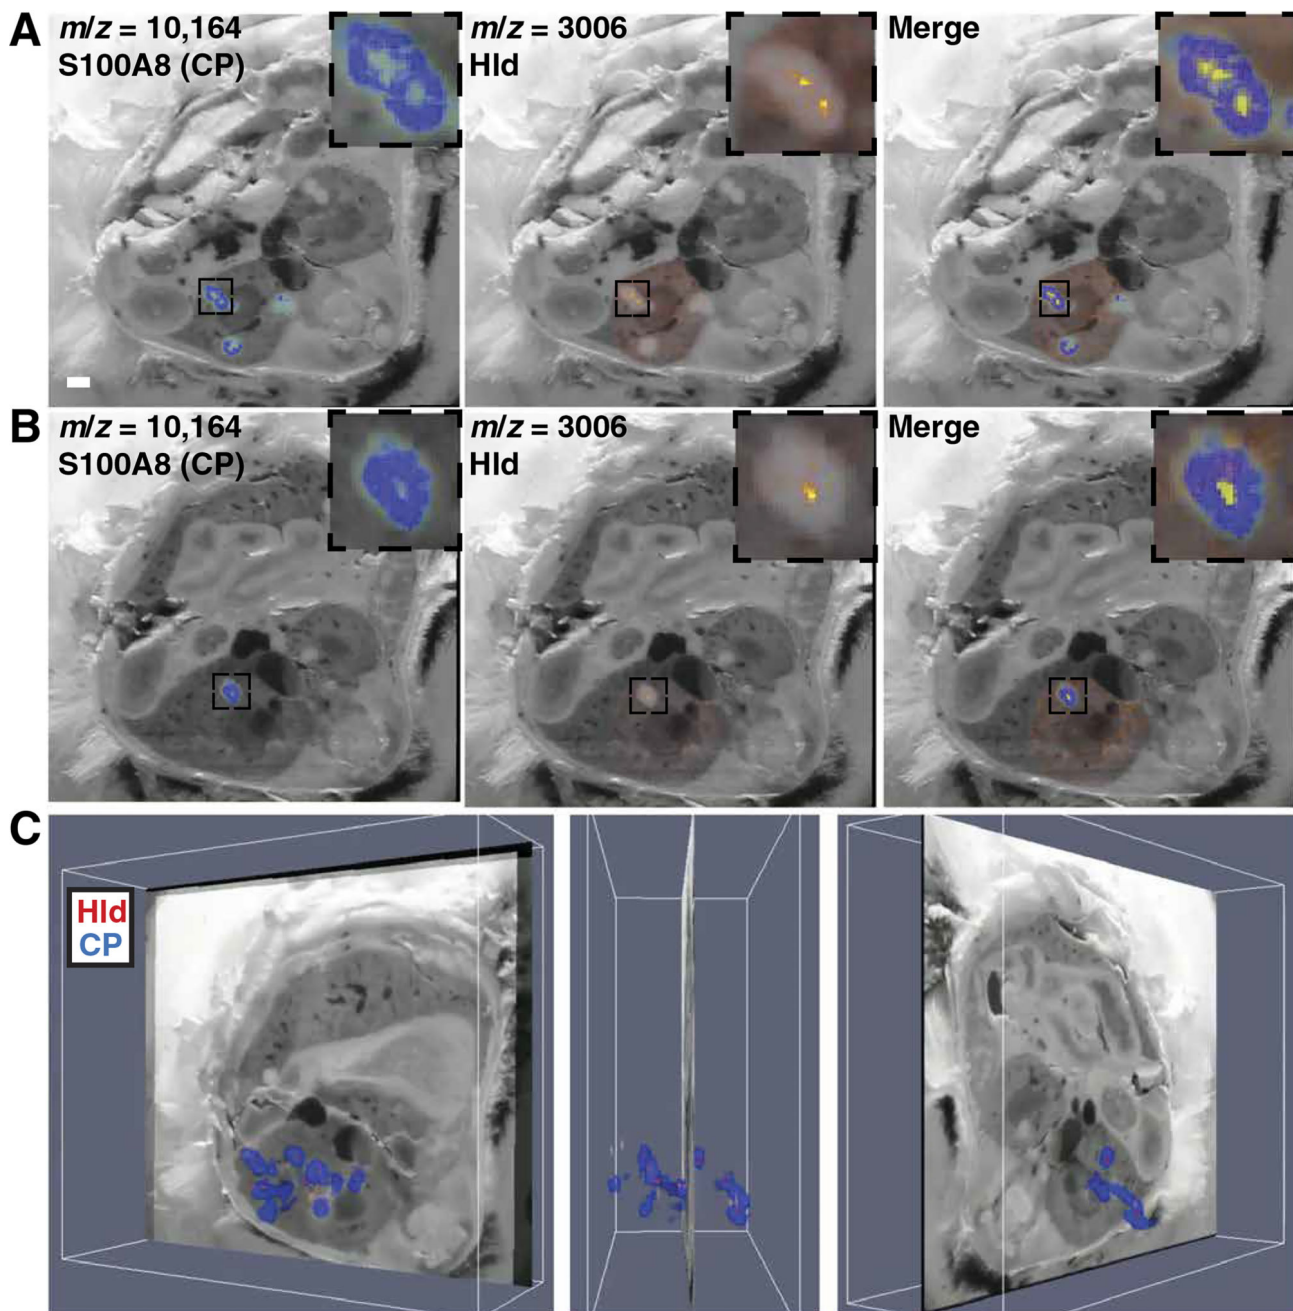 A
m/z = 10,164
S100A8 (CP)
m/z = 3006
Hld
Merge
B
m/z = 10,164
S100A8 (CP)
m/z = 3006
Hld
Merge
C
Hld
CP